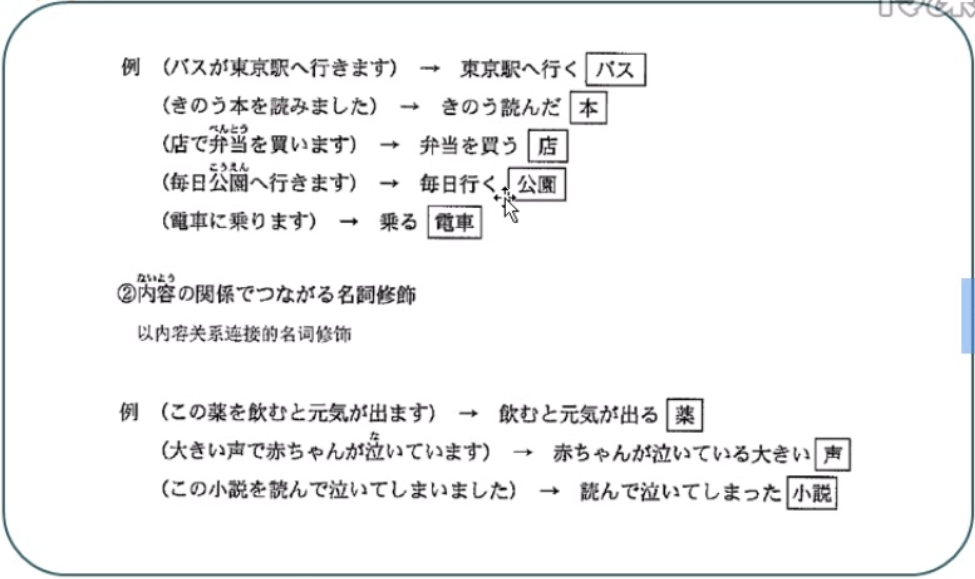 例 （バスが東京駅へ行きます） → 東京駅へ行く バス
（きのう本を読みました） → きのう読んだ 本
（店で弁当を買います） → 弁当を買う 店
（毎日公園へ行きます） → 毎日行く 公園
（電車に乗ります） → 乗る 電車
②内容の関係でつながる名詞修飾
以内容关系连接的名词修饰
例 （この薬を飲むと元気が出ます） → 飲むと元気が出る 薬
（大きい声で赤ちゃんが泣いています） → 赤ちゃんが泣いている大きい 声
（この小説を読んで泣いてしまいました） → 読んで泣いてしまった 小説